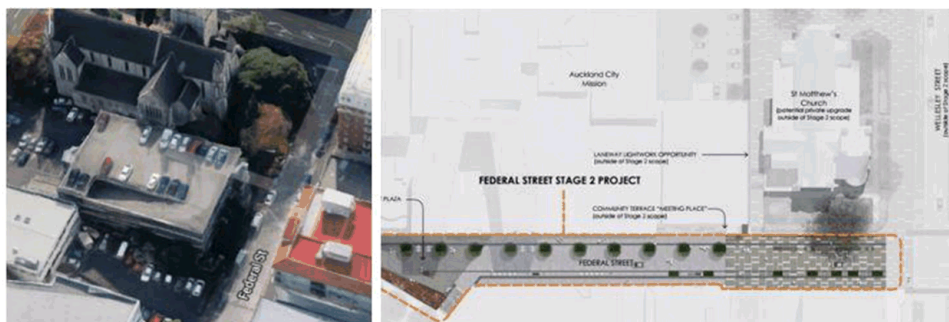 Federal St
Auckland City
Mission
St Matthew's
Church
(potential private upgrade
outside of Stage 2 scope)
WELLESLEY STREET
(outside of Stage 2 scope)
LANEWAY LIGHTWORK OPPORTUNITY
(outside of Stage 2 scope)
FEDERAL STREET STAGE 2 PROJECT
PLAZA
COMMUNITY TERRACE "MEETING PLACE"
(outside of Stage 2 scope)
FEDERAL STREET